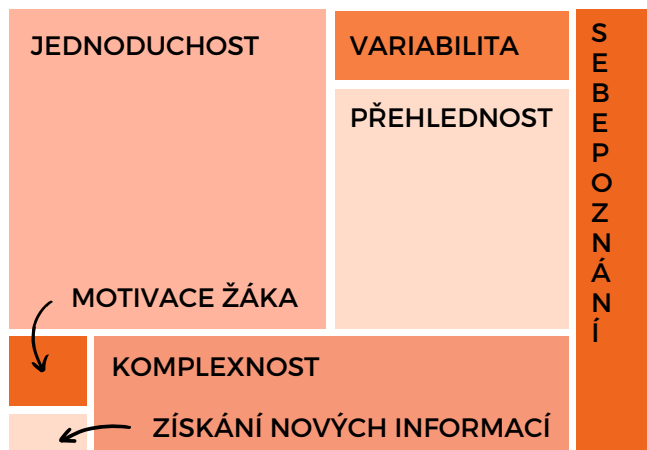 JEDNODUCHOST
VARIABILITA
PŘEHLEDNOST
SEBEPOZNÁNÍ
MOTIVACE ŽÁKA
KOMPLEXNOST
ZÍSKÁNÍ NOVÝCH INFORMACÍ